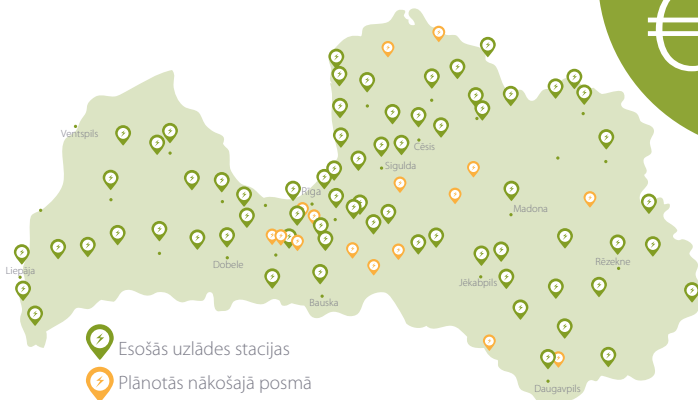 €
Ventspils
Cēsis
Sigulda
Rīga
Madona
Dobele
Rēzekne
Liepāja
Jēkabpils
Bauska
Esošās uzlādes stacijas
Plānotās nākošajā posmā
Daugavpils